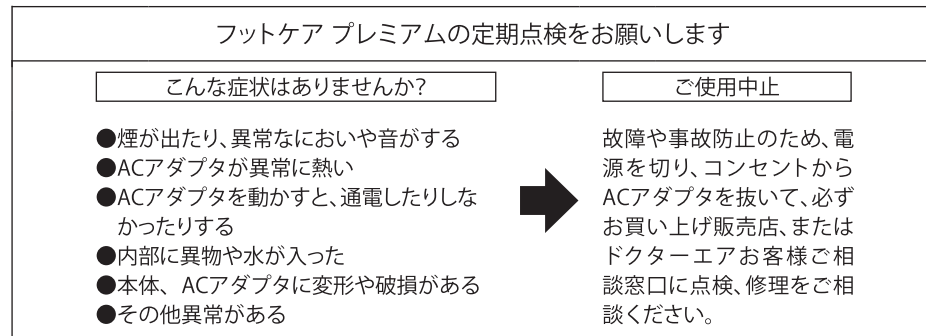 フットケア プレミアムの定期点検をお願いします
こんな症状はありませんか?
●煙が出たり、異常なにおいや音がする
●ACアダプタが異常に熱い
●ACアダプタを動かすと、通電したりしな
かったりする
●内部に異物や水が入った
●本体、ACアダプタに変形や破損がある
●その他異常がある
ご使用中止
故障や事故防止のため、電
源を切り、コンセントから
ACアダプタを抜いて、必ず
お買い上げ販売店、または
ドクターエアお客様ご相
談窓口に点検、修理をご相
談ください。